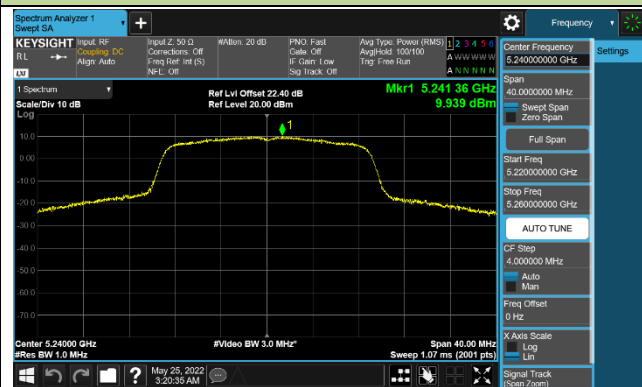 Spectrum Analyzer 1
Swept SA
Frequency
KEYSIGHT
RL
LXI
Input: RF
Coupling: DC
Align: Auto
Input Z: 50 Ω
Corrections: Off
Freq Ref: Int (S)
NFE: Off
#Atten: 20 dB
PNO: Fast
Gate: Off
IF Gain: Low
Sig Track: Off
Avg Type: Power (RMS)
Avg|Hold: 100/100
Trig: Free Run
1 2 3 4 5 6
A W W W W W
A N N N N N
1 Spectrum
Scale/Div 10 dB
Ref Lvl Offset 22.40 dB
Ref Level 20.00 dBm
Mkr1 5.241 36 GHz
9.939 dBm
Log
1
10.0
0.00
-10.0
-20.0
-30.0
-40.0
-50.0
-60.0
-70.0
Center 5.24000 GHz
#Res BW 1.0 MHz
#Video BW 3.0 MHz*
Span 40.00 MHz
Sweep 1.07 ms (2001 pts)
Center Frequency
5.240000000 GHz
Settings
Span
40.0000000 MHz
Swept Span
Zero Span
Full Span
Start Freq
5.220000000 GHz
Stop Freq
5.260000000 GHz
AUTO TUNE
CF Step
4.000000 MHz
Auto
Man
Freq Offset
0 Hz
X Axis Scale
Log
Lin
Signal Track
(Span Zoom)
May 25, 2022
3:20:35 AM